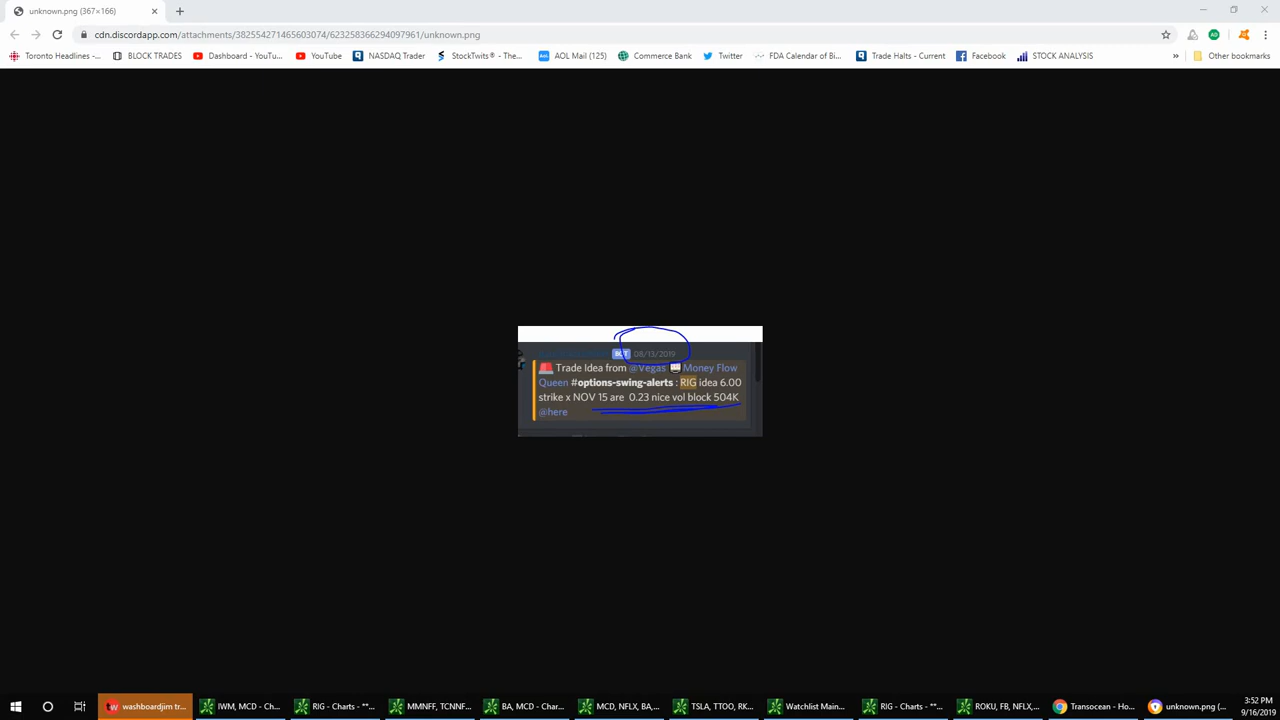 unknown.png (367×166)
cdn.discordapp.com/attachments/382554271465603074/623258366294097961/unknown.png
Toronto Headlines -... BLOCK TRADES Dashboard - YouTu... YouTube NASDAQ Trader StockTwits® - The... AOL Mail (125) Commerce Bank Twitter FDA Calendar of Bi... Trade Halts - Current Facebook STOCK ANALYSIS » Other bookmarks
BOT 08/13/2019
Trade Idea from @Vegas Money Flow
Queen #options-swing-alerts : RIG idea 6.00
strike x NOV 15 are 0.23 nice vol block 504K
@here
washboardjim tr... IWM, MCD - Ch... RIG - Charts - "*... MMNFF, TCNNF... BA, MCD - Char... MCD, NFLX, BA,... TSLA, TTOO, RK... Watchlist Main... RIG - Charts - "*... ROKU, FB, NFLX,... Transocean - Ho... unknown.png (...
3:52 PM
9/16/2019